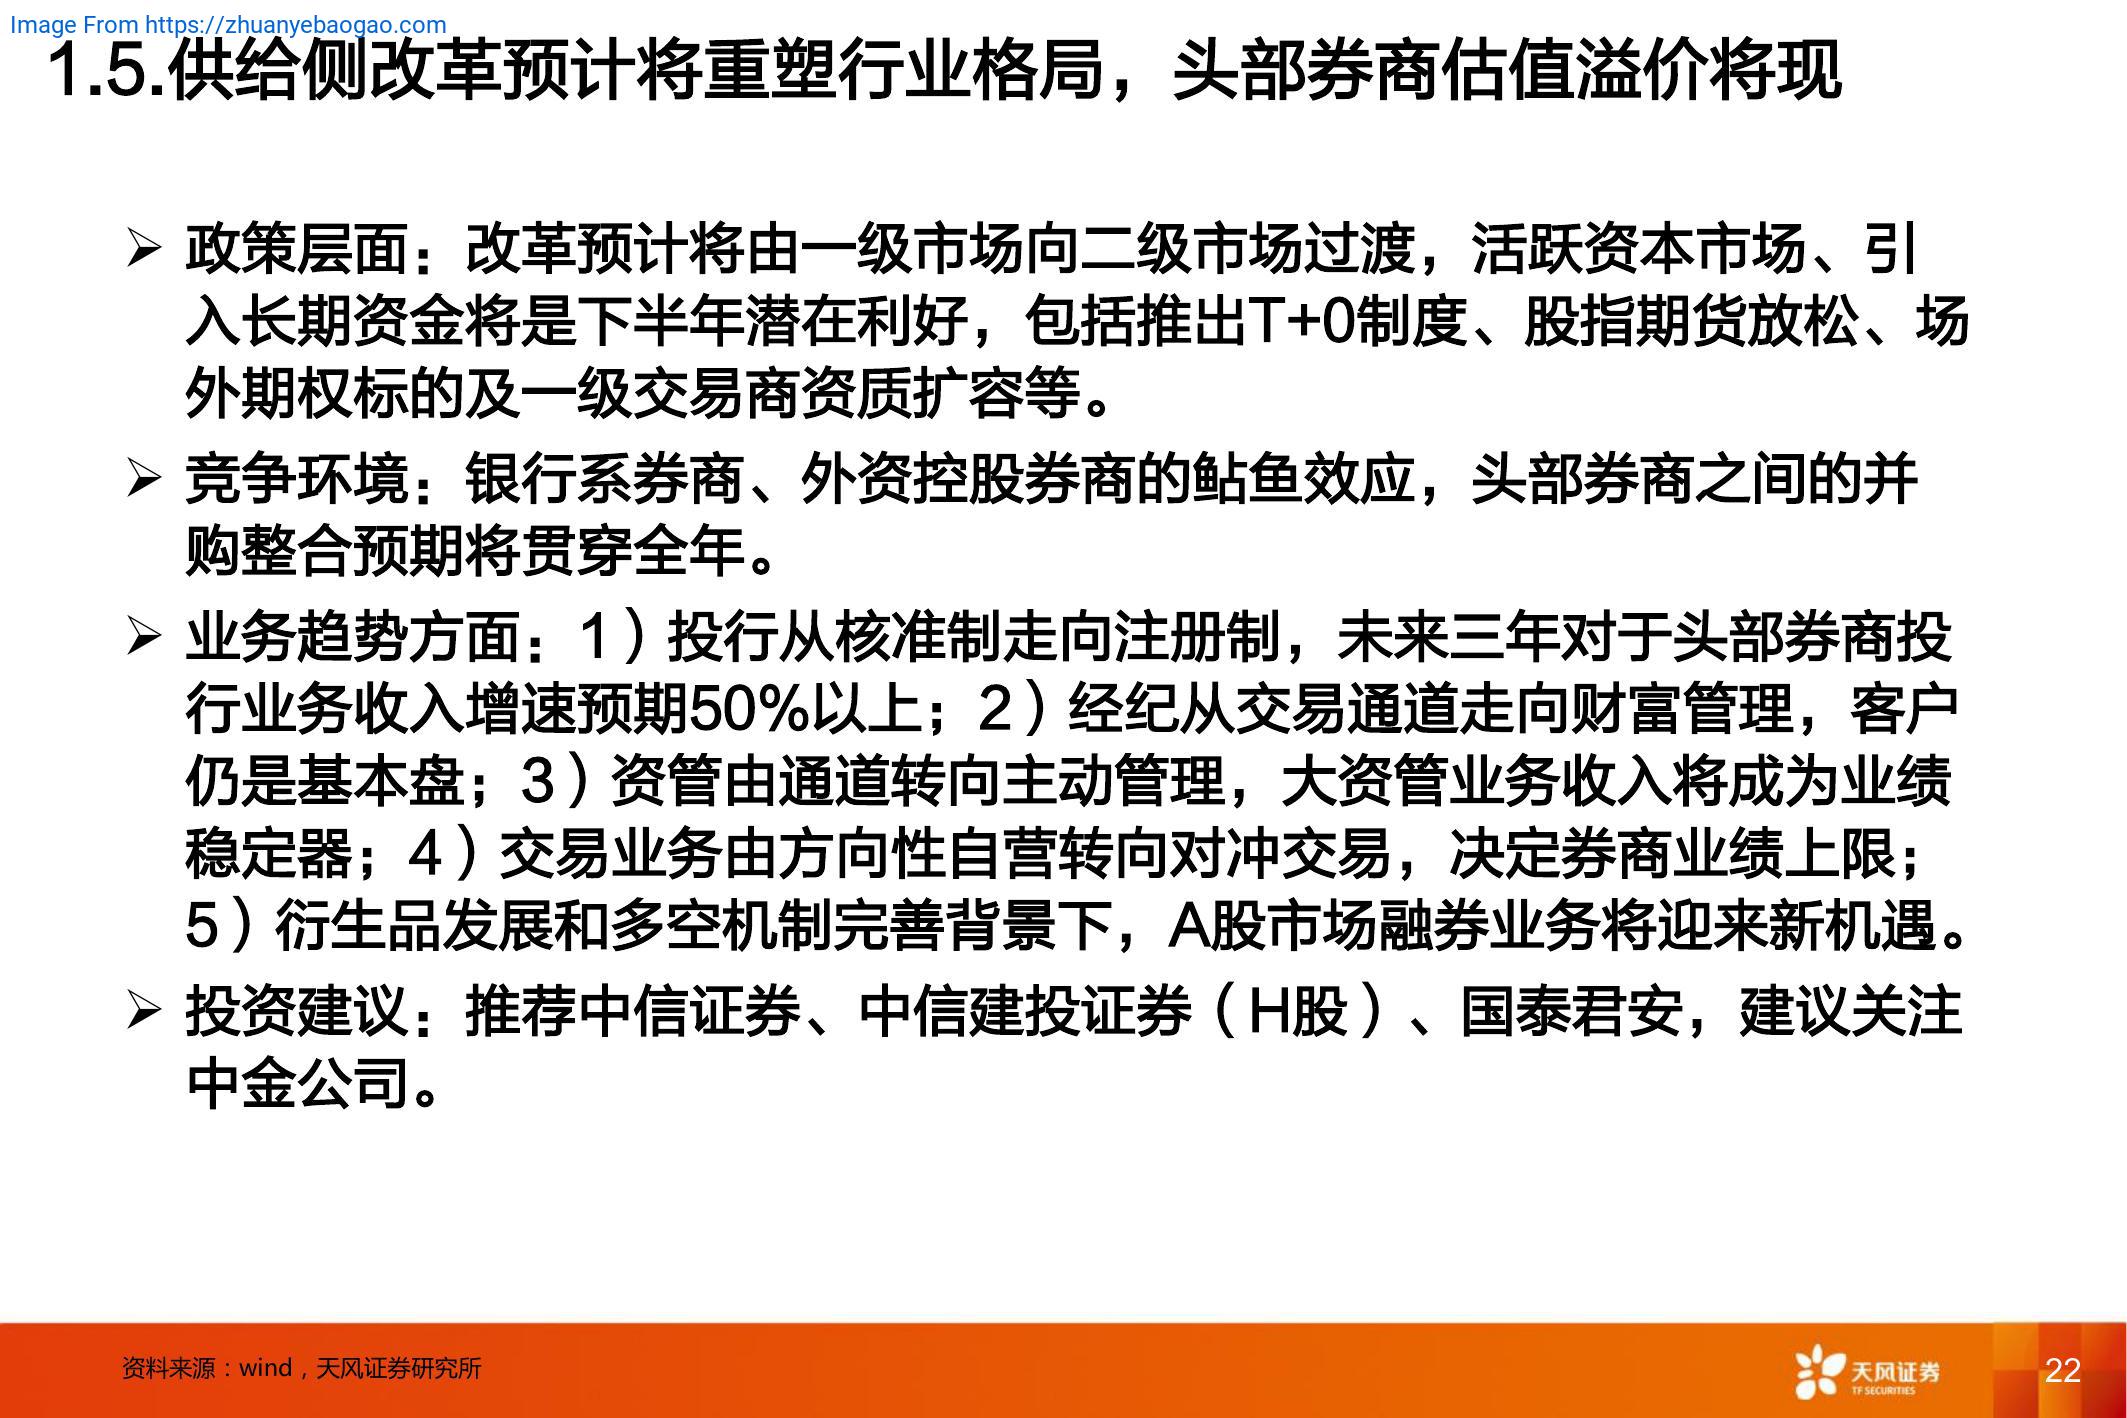 Image From https://zhuanyebaogao.com
1.5.供给侧改革预计将重塑行业格局，头部券商估值溢价将现
➢ 政策层面：改革预计将由一级市场向二级市场过渡，活跃资本市场、引
入长期资金将是下半年潜在利好，包括推出T+0制度、股指期货放松、场
外期权标的及一级交易商资质扩容等。
➢ 竞争环境：银行系券商、外资控股券商的鲇鱼效应，头部券商之间的并
购整合预期将贯穿全年。
➢ 业务趋势方面：1）投行从核准制走向注册制，未来三年对于头部券商投
行业务收入增速预期50%以上；2）经纪从交易通道走向财富管理，客户
仍是基本盘；3）资管由通道转向主动管理，大资管业务收入将成为业绩
稳定器；4）交易业务由方向性自营转向对冲交易，决定券商业绩上限；
5）衍生品发展和多空机制完善背景下，A股市场融券业务将迎来新机遇。
➢ 投资建议：推荐中信证券、中信建投证券（H股）、国泰君安，建议关注
中金公司。
资料来源：wind，天风证券研究所
天风证券
TF SECURITIES
22